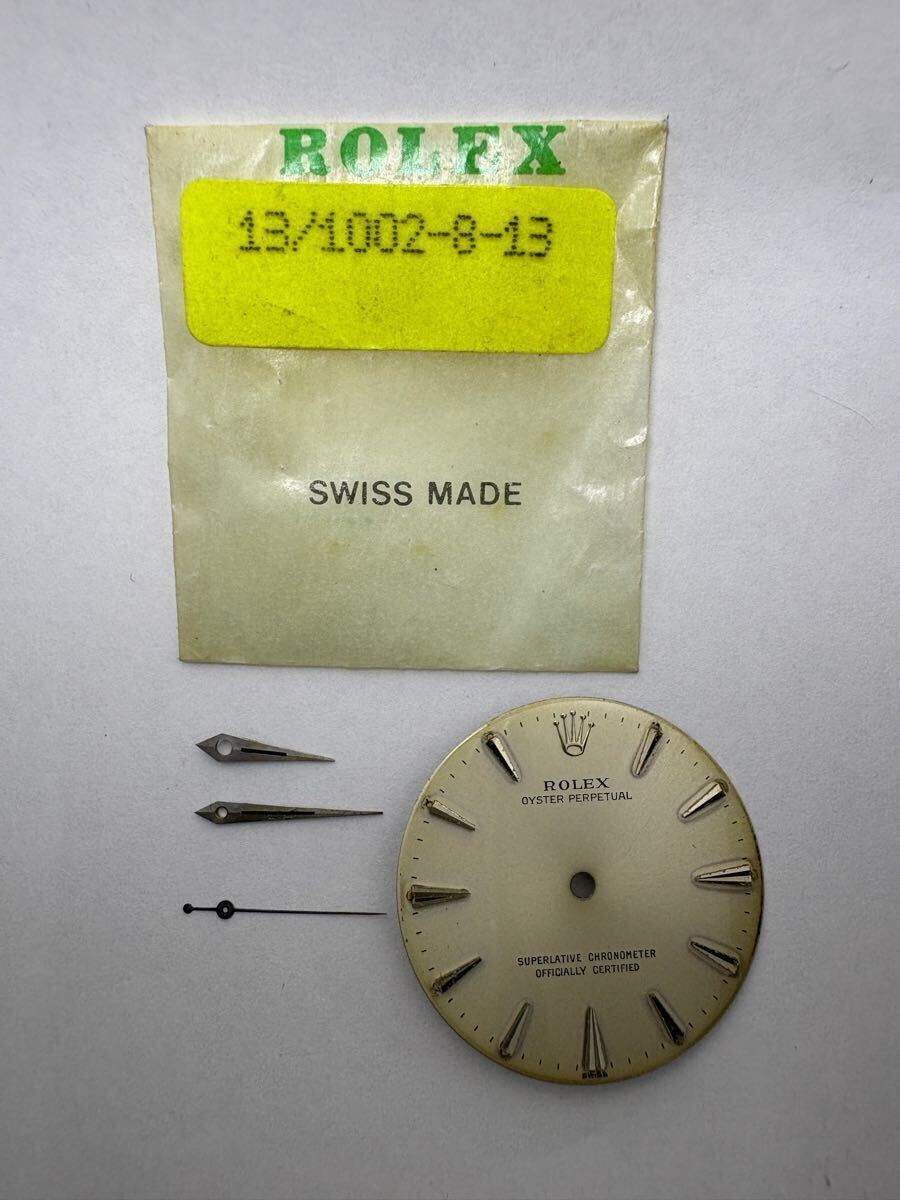 ROLEX
13/1002-8-13
SWISS MADE
ROLEX
OYSTER PERPETUAL
SUPERLATIVE CHRONOMETER
OFFICIALLY CERTIFIED